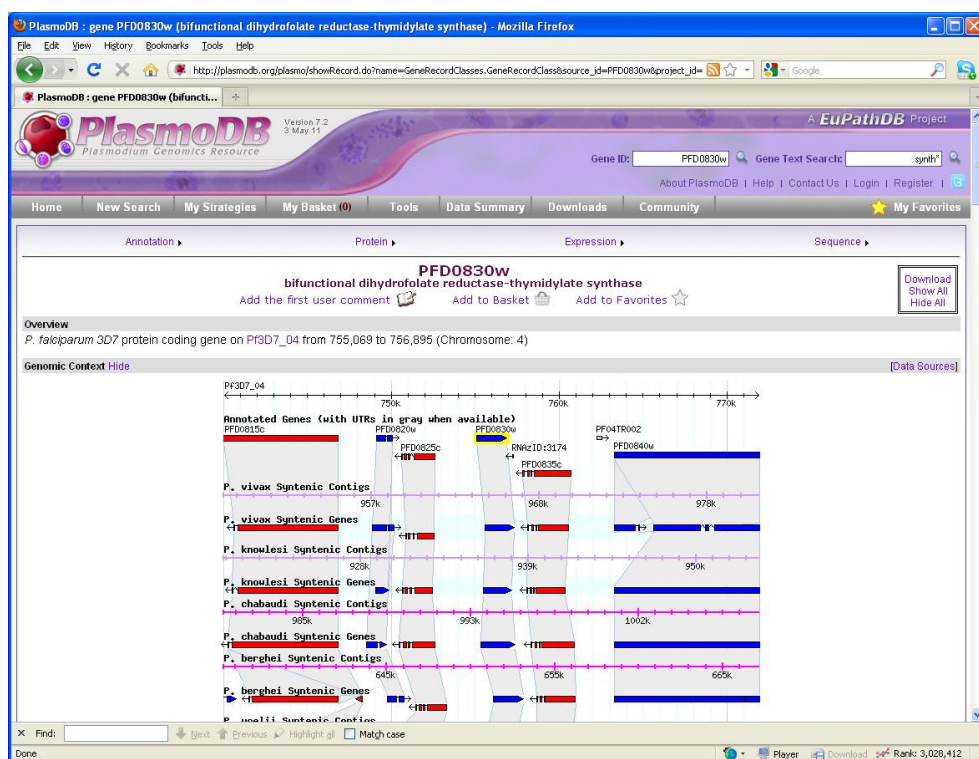 PlasmoDB : gene PFD0830w (bifunctional dihydrofolate reductase-thymidylate synthase) - Mozilla Firefox
File Edit View History Bookmarks Tools Help
http://plasmodb.org/plasmo/showRecord.do?name=GeneRecordClasses.GeneRecordClass&source_id=PFD0830w&project_id= Google
PlasmoDB : gene PFD0830w (bifuncti...
PlasmoDB Version 7.2
3 May 11
A EuPathDB Project
Plasmodium Genomics Resource
Gene ID: PFD0830w Gene Text Search: synth*
About PlasmoDB | Help | Contact Us | Login | Register |
Home New Search My Strategies My Basket (0) Tools Data Summary Downloads Community My Favorites
Annotation Protein Expression Sequence
PFD0830w
bifunctional dihydrofolate reductase-thymidylate synthase
Add the first user comment Add to Basket Add to Favorites
Download
Show All
Hide All
Overview
P. falciparum 3D7 protein coding gene on Pf3D7_04 from 755,069 to 756,895 (Chromosome: 4)
Genomic Context Hide [Data Sources]
Pf3D7_04
750k 760k 770k
Annotated Genes (with UTRs in gray when available)
PFD0815c PFD0820w PFD0830w PF04TR002
PFD0825c RNAzID:3174 PFD0840w
PFD0835c
P. vivax Syntenic Contigs
957k 968k 978k
P. vivax Syntenic Genes
P. knowlesi Syntenic Contigs
928k 939k 950k
P. knowlesi Syntenic Genes
P. chabaudi Syntenic Contigs
985k 993k 1002k
P. chabaudi Syntenic Genes
P. berghei Syntenic Contigs
645k 655k 665k
P. berghei Syntenic Genes
P. yoelii Syntenic Contigs
Find: Next Previous Highlight all Match case
Done Player Download Rank: 3,028,412